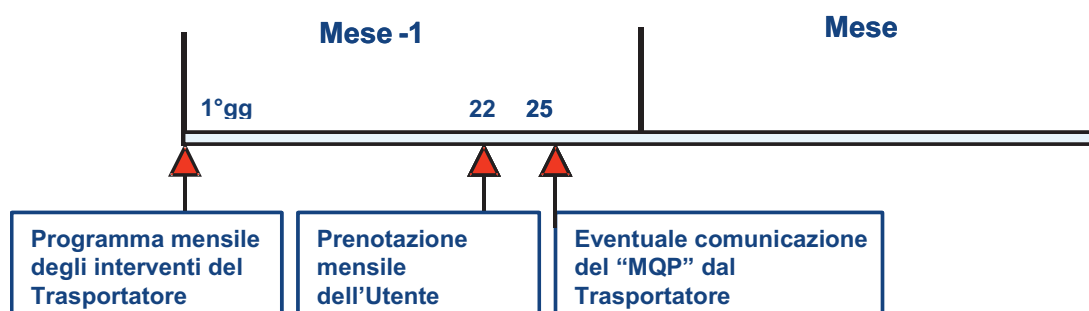 Mese -1
Mese
1°gg
22
25
Programma mensile
degli interventi del
Trasportatore
Prenotazione
mensile
dell’Utente
Eventuale comunicazione
del “MQP” dal
Trasportatore